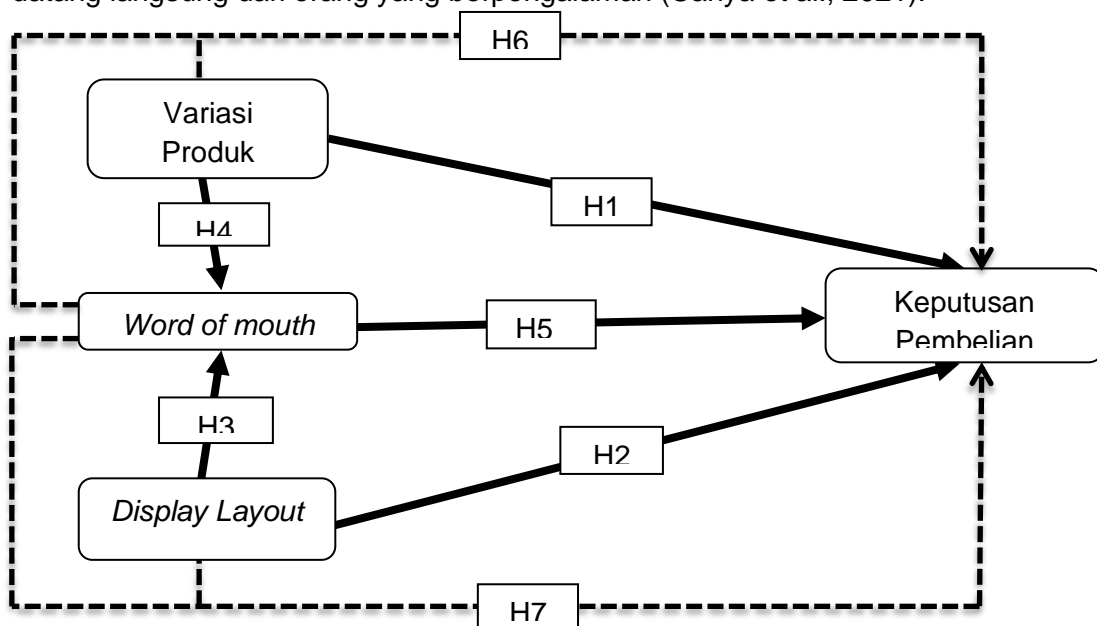 H6
Variasi
Produk
H1
H4
Word of mouth
H5
Keputusan
Pembelian
H3
H2
Display Layout
H7